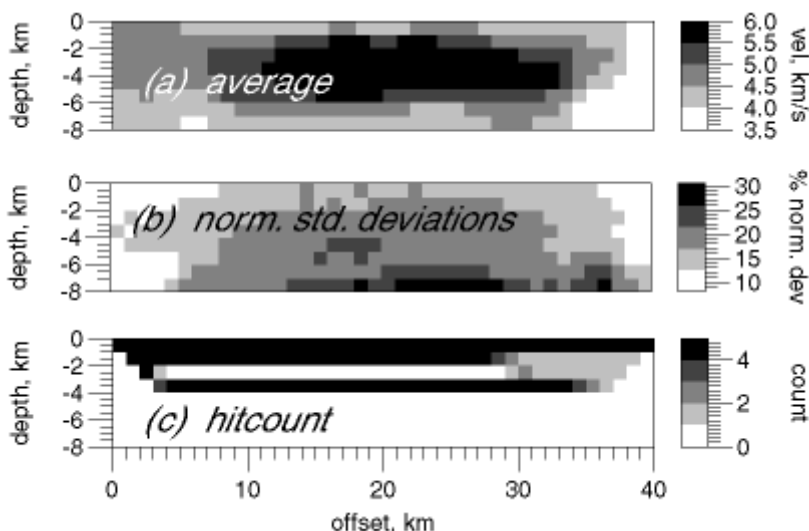 0
-2
-4
-6
-8
depth, km
(a) average
6.0
5.5
5.0
4.5
4.0
3.5
vel, km/s
0
-2
-4
-6
-8
depth, km
(b) norm. std. deviations
30
25
20
15
10
% norm. dev
0
-2
-4
-6
-8
depth, km
(c) hitcount
4
2
0
count
0 10 20 30 40
offset, km